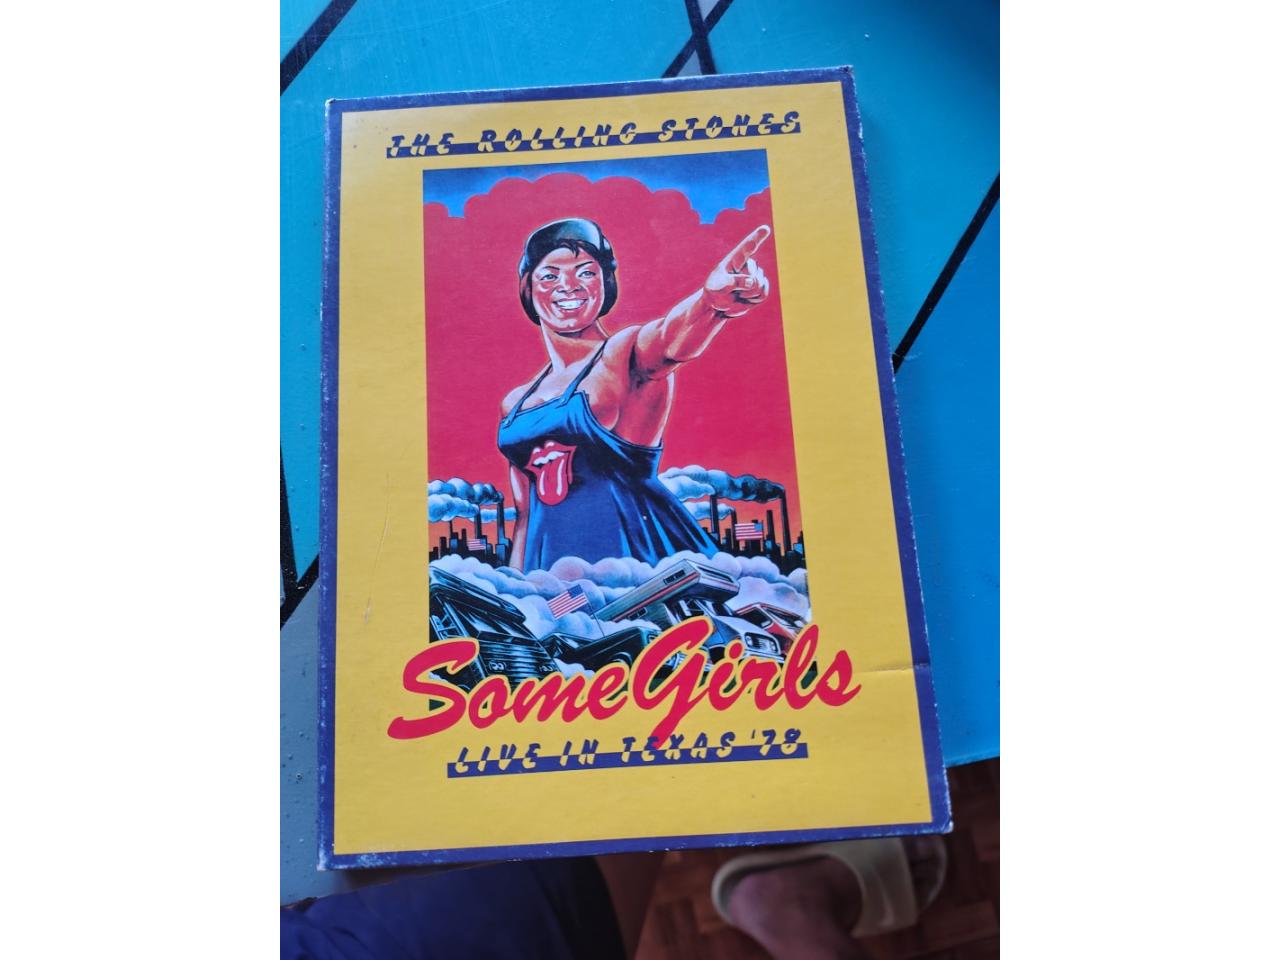 THE ROLLING STONES
Some Girls
LIVE IN TEXAS '78